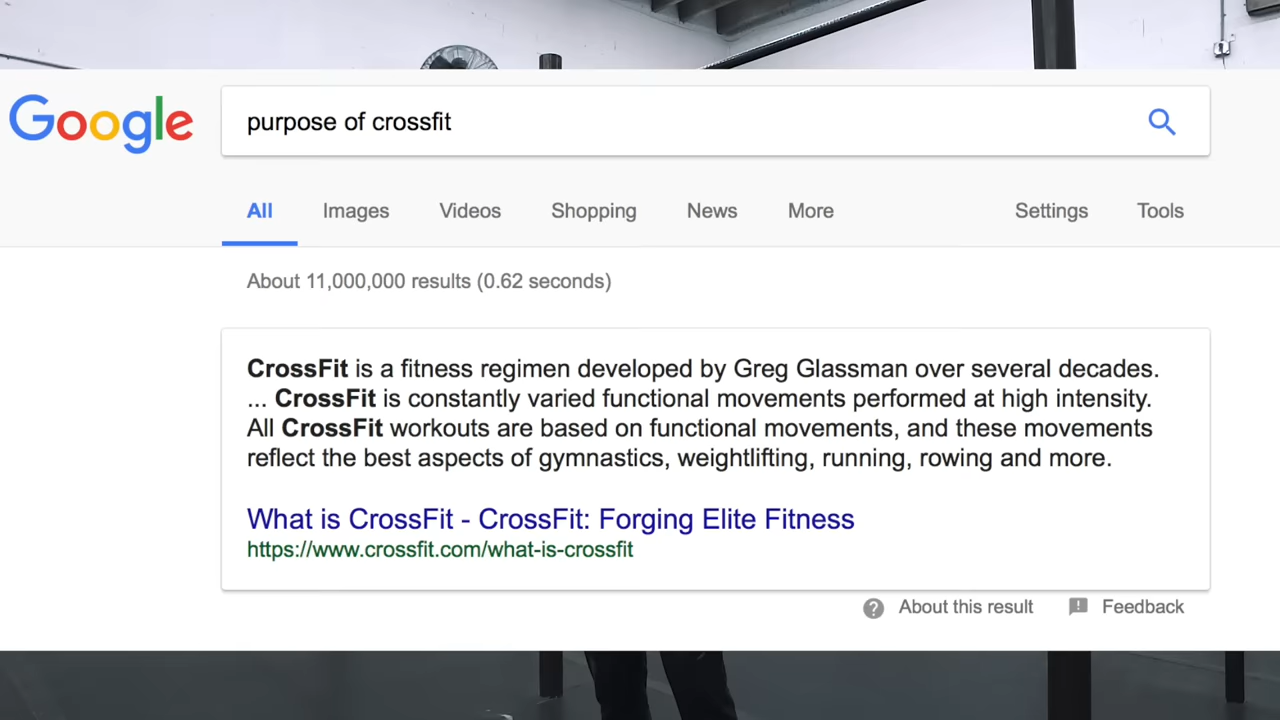 Google
purpose of crossfit
All Images Videos Shopping News More Settings Tools
About 11,000,000 results (0.62 seconds)
CrossFit is a fitness regimen developed by Greg Glassman over several decades.
... CrossFit is constantly varied functional movements performed at high intensity.
All CrossFit workouts are based on functional movements, and these movements
reflect the best aspects of gymnastics, weightlifting, running, rowing and more.
What is CrossFit - CrossFit: Forging Elite Fitness
https://www.crossfit.com/what-is-crossfit
About this result Feedback